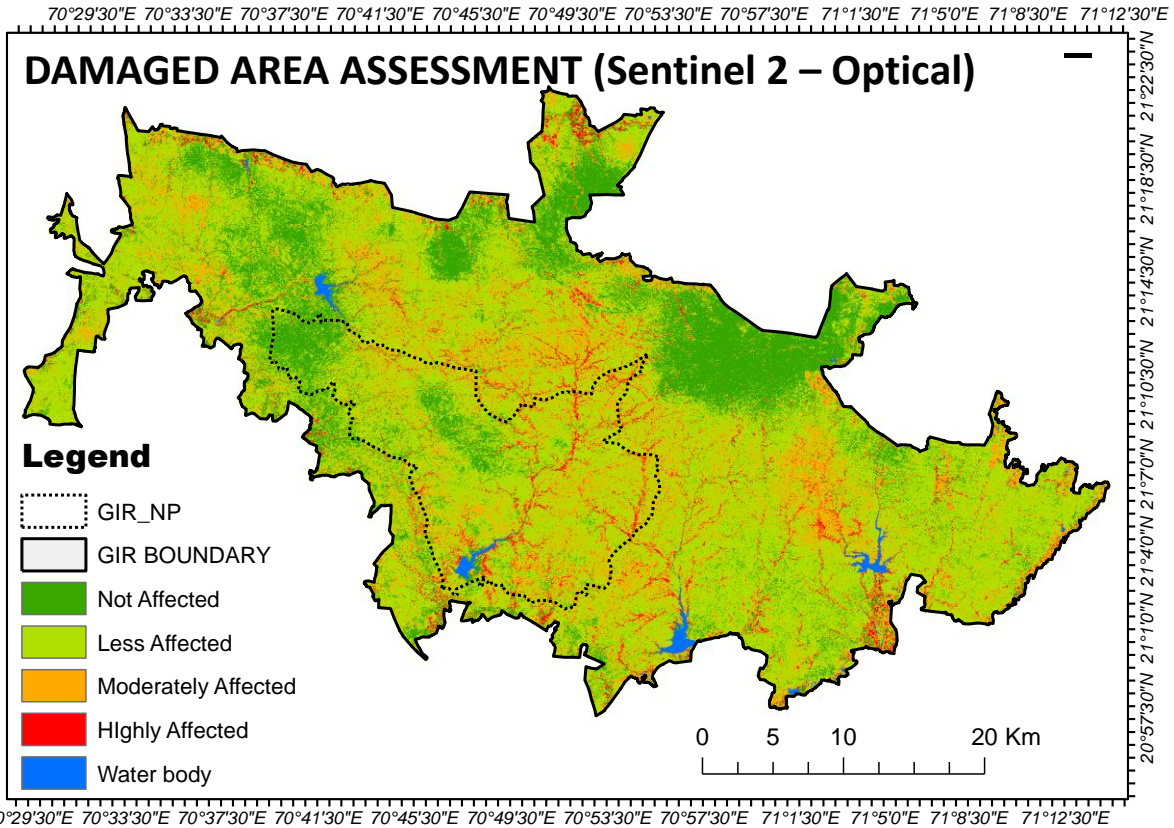 70°29'30"E 70°33'30"E 70°37'30"E 70°41'30"E 70°45'30"E 70°49'30"E 70°53'30"E 70°57'30"E 71°1'30"E 71°5'0"E 71°8'30"E 71°12'30"E
DAMAGED AREA ASSESSMENT (Sentinel 2 – Optical)
21°22'30"N
21°18'30"N
21°14'30"N
21°10'30"N
21°7'0"N
21°4'0"N
21°1'0"N
20°57'30"N
Legend
GIR_NP
GIR BOUNDARY
Not Affected
Less Affected
Moderately Affected
HIghly Affected
Water body
0 5 10 20 Km
0°29'30"E 70°33'30"E 70°37'30"E 70°41'30"E 70°45'30"E 70°49'30"E 70°53'30"E 70°57'30"E 71°1'30"E 71°5'0"E 71°8'30"E 71°12'30"E